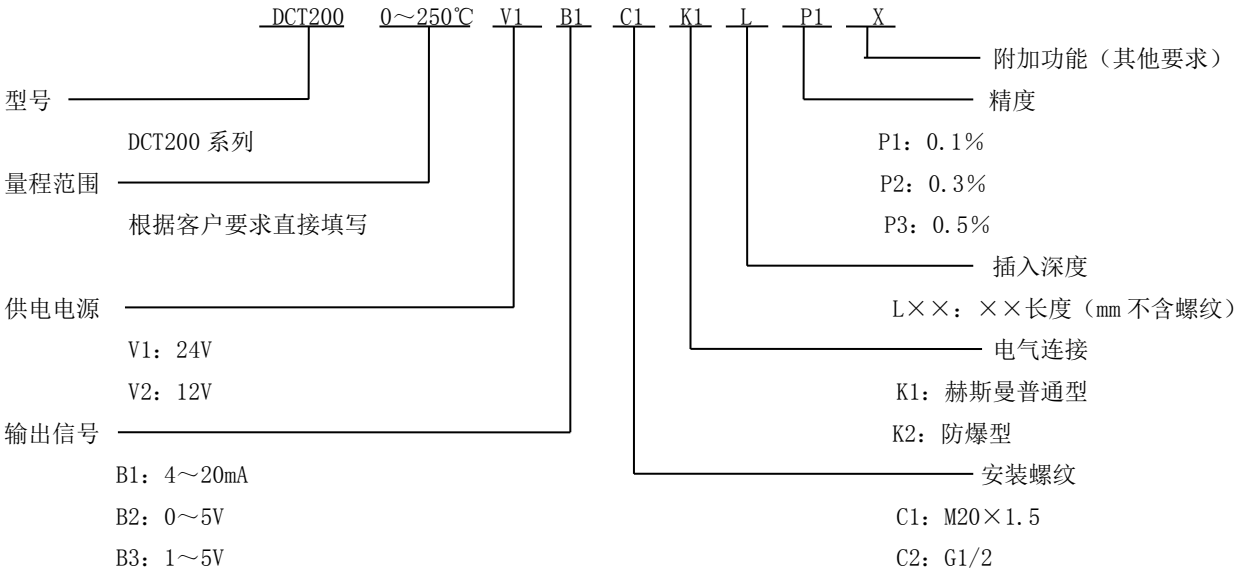 DCT200 0～250℃ V1 B1 C1 K1 L P1 X
附加功能（其他要求）
型号
精度
DCT200 系列
P1：0.1％
量程范围
P2：0.3％
根据客户要求直接填写
P3：0.5％
插入深度
供电电源
L××：××长度（mm 不含螺纹）
V1：24V
电气连接
V2：12V
K1：赫斯曼普通型
输出信号
K2：防爆型
B1：4～20mA
安装螺纹
B2：0～5V
C1：M20×1.5
B3：1～5V
C2：G1/2